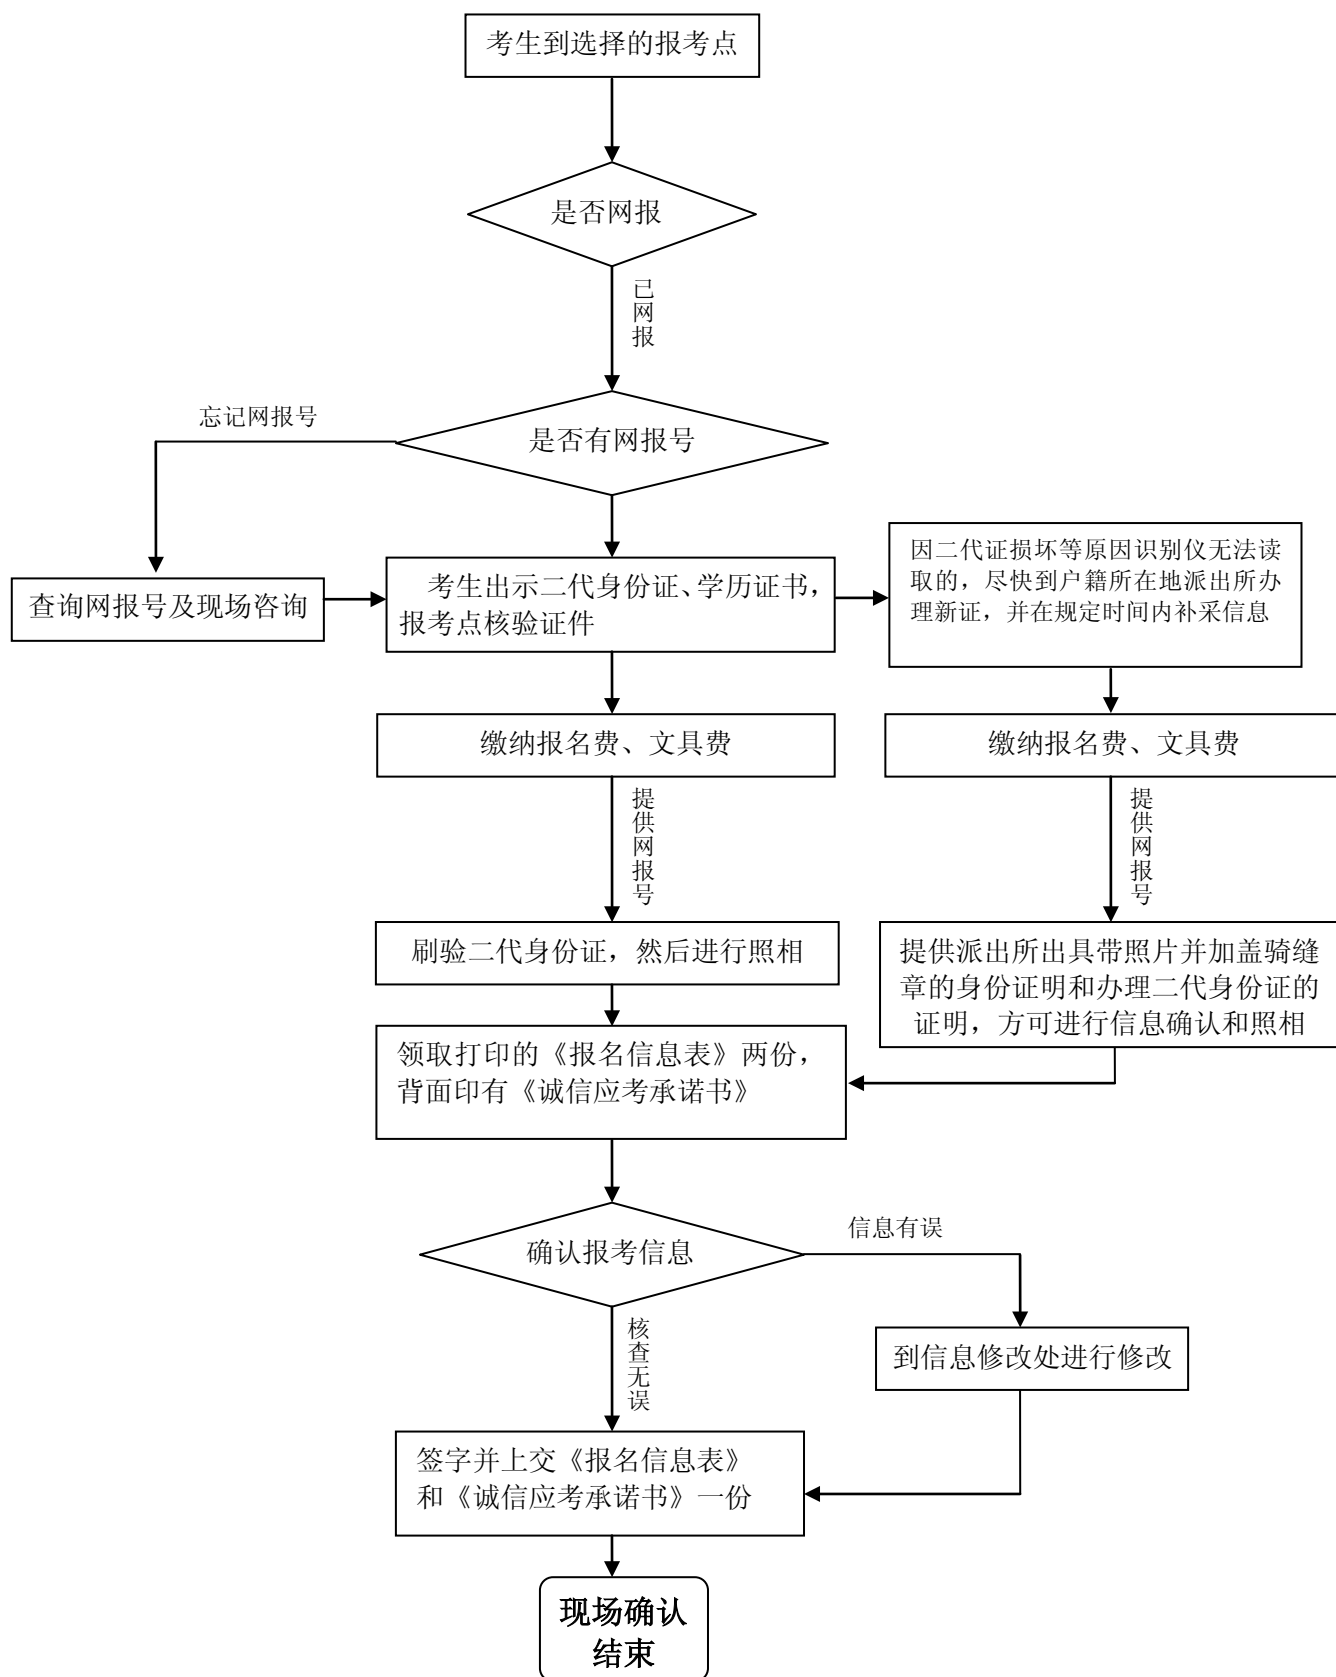 考生到选择的报考点
是否网报
已网报
忘记网报号
是否有网报号
查询网报号及现场咨询
考生出示二代身份证、学历证书，
报考点核验证件
因二代证损坏等原因识别仪无法读
取的，尽快到户籍所在地派出所办
理新证，并在规定时间内补采信息
缴纳报名费、文具费
缴纳报名费、文具费
提供网报号
提供网报号
刷验二代身份证，然后进行照相
提供派出所出具带照片并加盖骑缝
章的身份证明和办理二代身份证的
证明，方可进行信息确认和照相
领取打印的《报名信息表》两份，
背面印有《诚信应考承诺书》
确认报考信息
信息有误
核查无误
到信息修改处进行修改
签字并上交《报名信息表》
和《诚信应考承诺书》一份
现场确认
结束